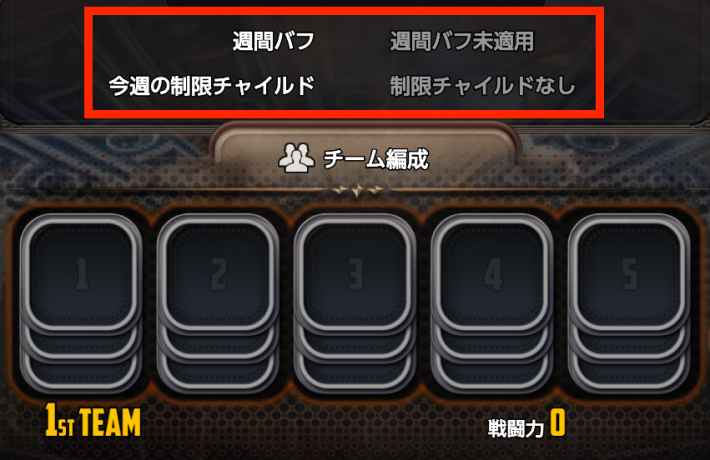 週間バフ 週間バフ未適用
今週の制限チャイルド 制限チャイルドなし
チーム編成
1 2 3 4 5
1ST TEAM 戦闘力 0